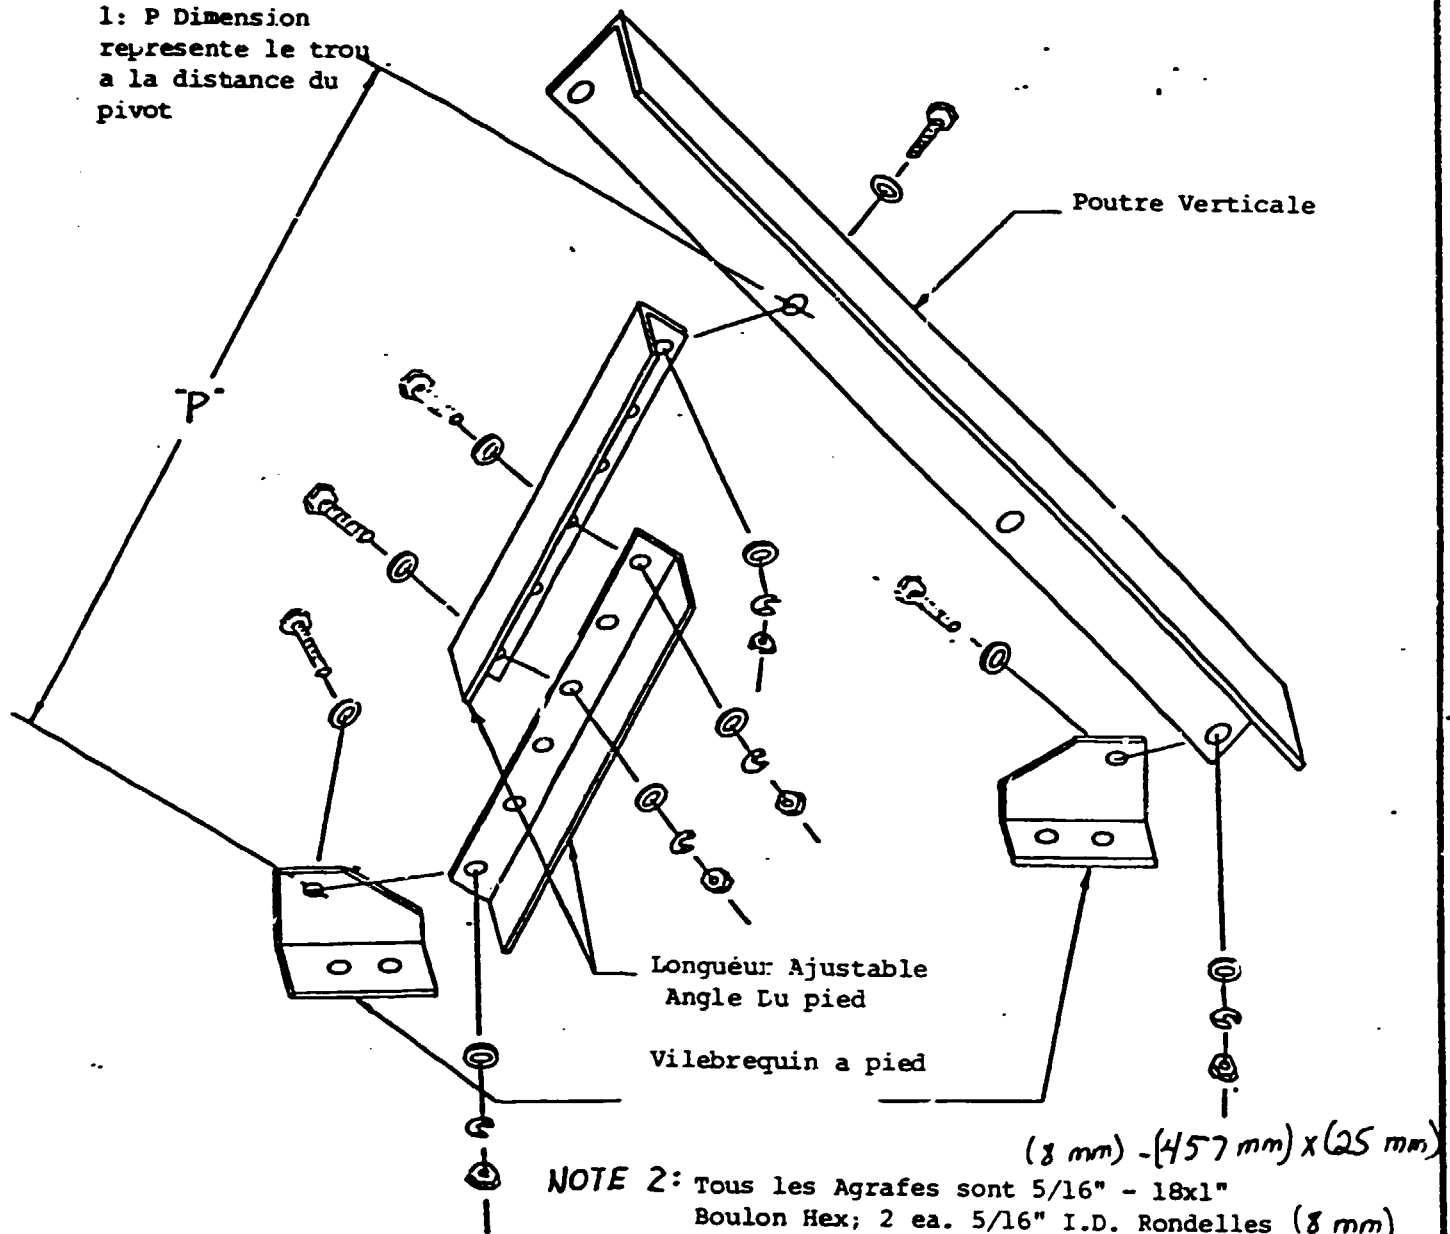 1: P Dimension
represente le trou
a la distance du
pivot
Poutre Verticale
"P"
Longueur Ajustable
Angle Du pied
Vilebrequin a pied
(8 mm) - (457 mm) x (25 mm)
NOTE 2: Tous les Agrafes sont 5/16" - 18x1"
Boulon Hex; 2 ea. 5/16" I.D. Rondelles (8 mm)